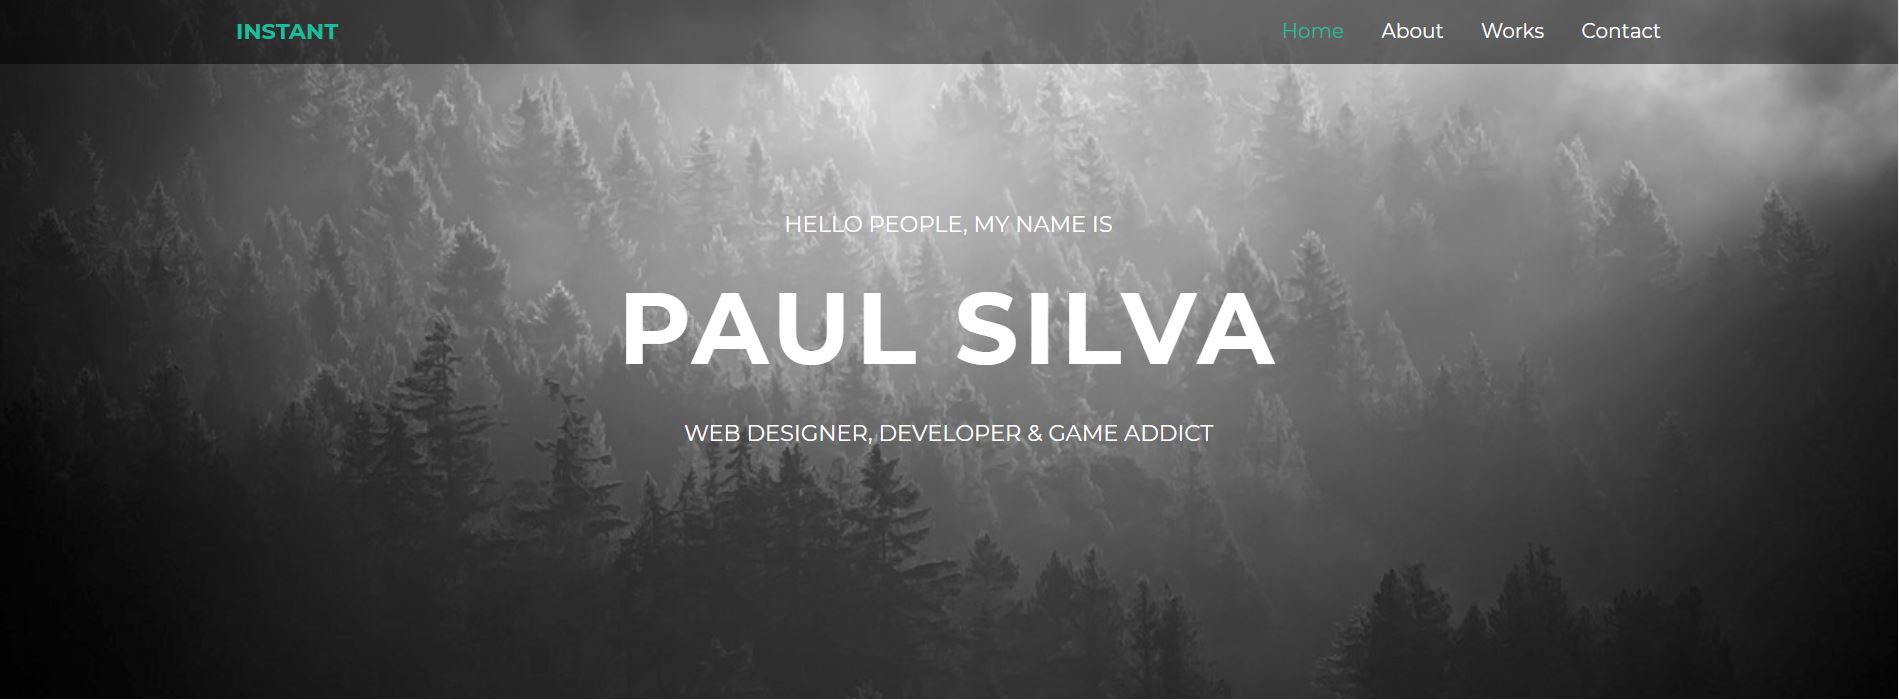 INSTANT
Home About Works Contact
HELLO PEOPLE, MY NAME IS
PAUL SILVA
WEB DESIGNER, DEVELOPER & GAME ADDICT